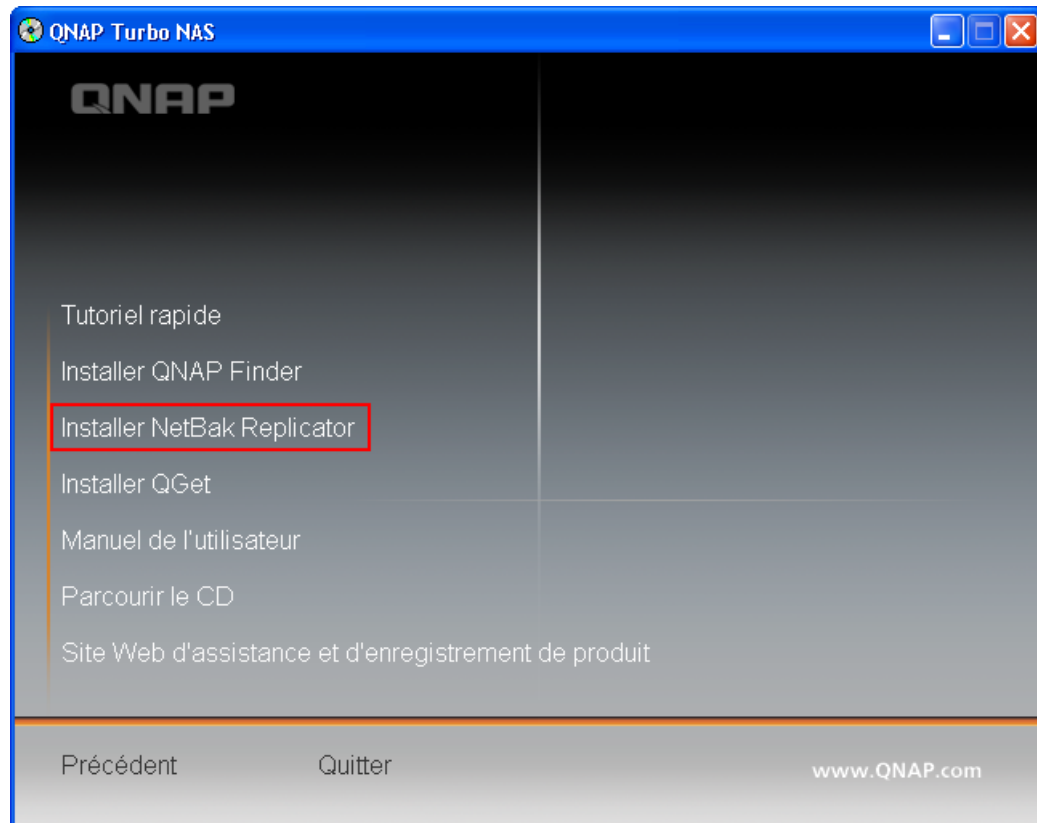 QNAP Turbo NAS
QNAP
Tutoriel rapide
Installer QNAP Finder
Installer NetBak Replicator
Installer QGet
Manuel de l'utilisateur
Parcourir le CD
Site Web d'assistance et d'enregistrement de produit
Précédent Quitter www.QNAP.com